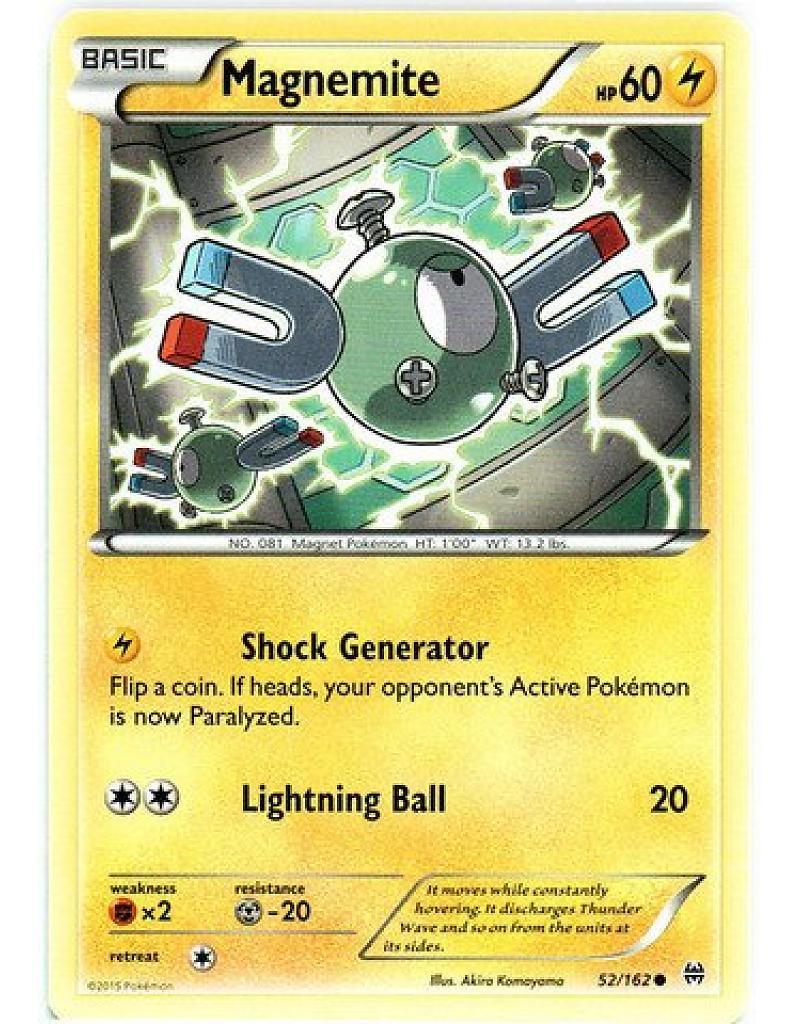 BASIC
Magnemite
HP60
NO. 081 Magnet Pokémon HT: 1'00" WT: 13.2 lbs.
Shock Generator
Flip a coin. If heads, your opponent's Active Pokémon
is now Paralyzed.
Lightning Ball 20
weakness resistance
×2 -20
It moves while constantly
hovering. It discharges Thunder
Wave and so on from the units at
its sides.
retreat
©2015 Pokémon
Illus. Akira Komayama 52/162